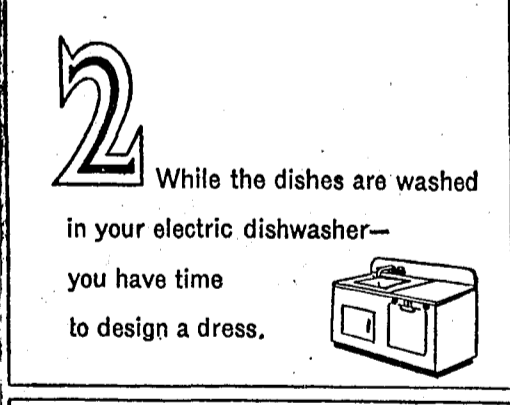 2 While the dishes are washed
in your electric dishwasher—
you have time
to design a dress.